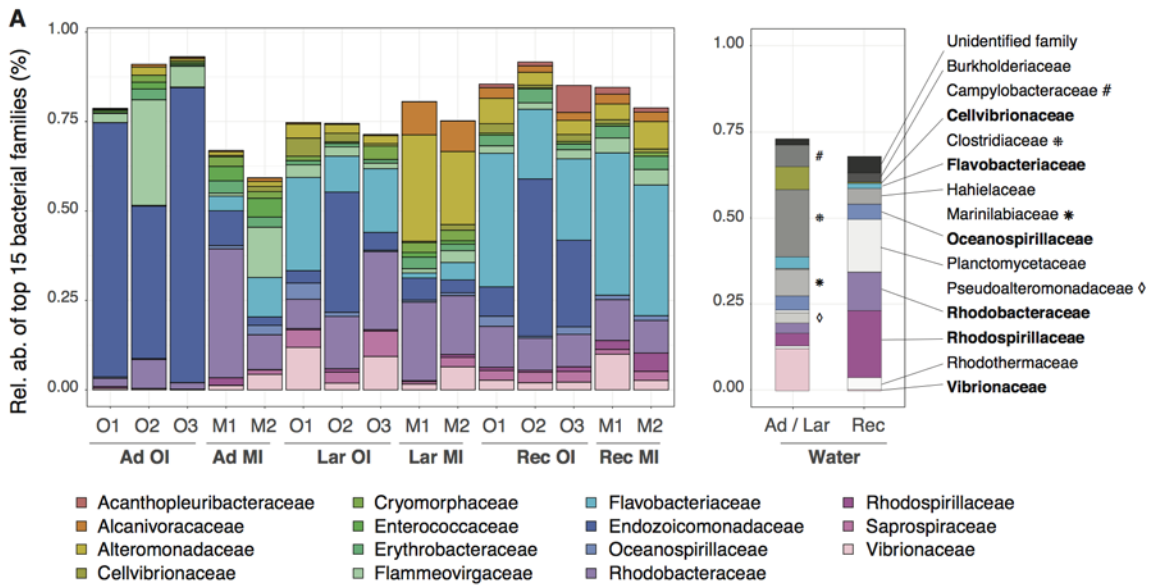 A
Rel. ab. of top 15 bacterial families (%)
1.00
0.75
0.50
0.25
0.00
O1 O2 O3 M1 M2 O1 O2 O3 M1 M2 O1 O2 O3 M1 M2
Ad OI Ad MI Lar OI Lar MI Rec OI Rec MI
1.00
0.75
0.50
0.25
0.00
#
⁜
✷
◊
Ad / Lar Rec
Water
Unidentified family
Burkholderiaceae
Campylobacteraceae #
Cellvibrionaceae
Clostridiaceae ⁜
Flavobacteriaceae
Hahielaceae
Marinilabiaceae ✷
Oceanospirillaceae
Planctomycetaceae
Pseudoalteromonadaceae ◊
Rhodobacteraceae
Rhodospirillaceae
Rhodothermaceae
Vibrionaceae
Acanthopleuribacteraceae Cryomorphaceae Flavobacteriaceae Rhodospirillaceae
Alcanivoracaceae Enterococcaceae Endozoicomonadaceae Saprospiraceae
Alteromonadaceae Erythrobacteraceae Oceanospirillaceae Vibrionaceae
Cellvibrionaceae Flammeovirgaceae Rhodobacteraceae